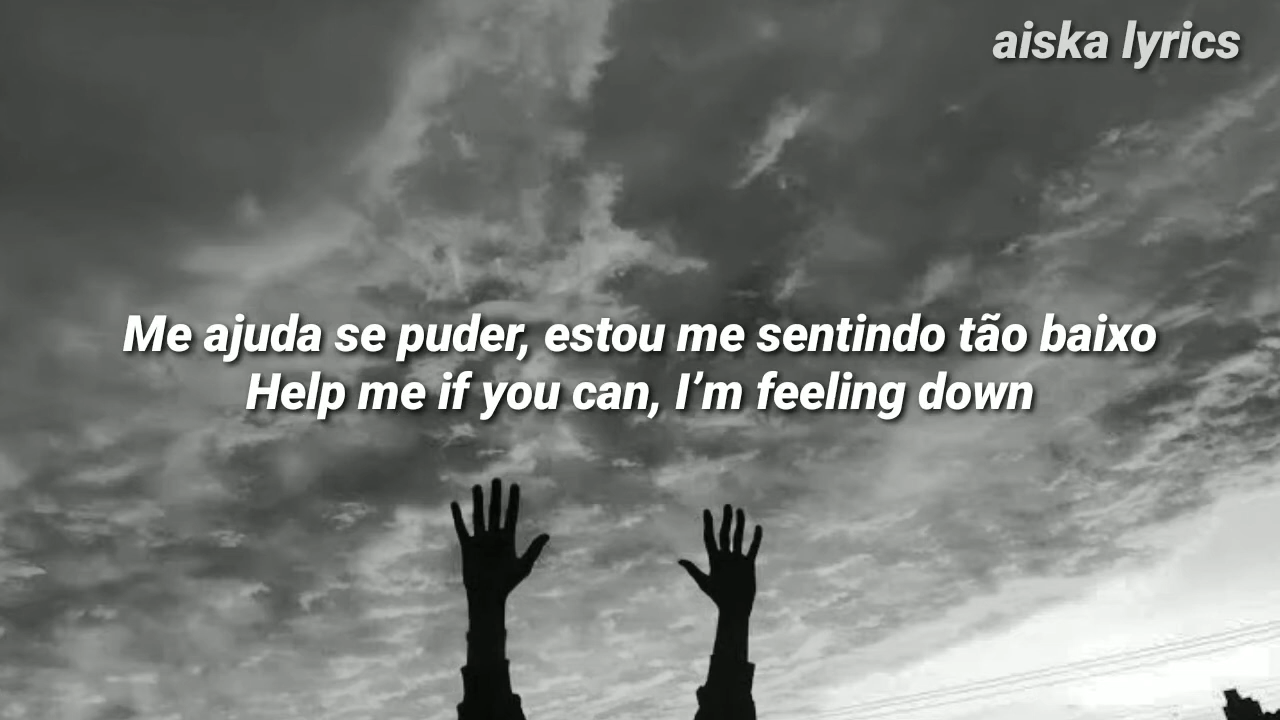 aiska lyrics
Me ajuda se puder, estou me sentindo tão baixo
Help me if you can, I’m feeling down